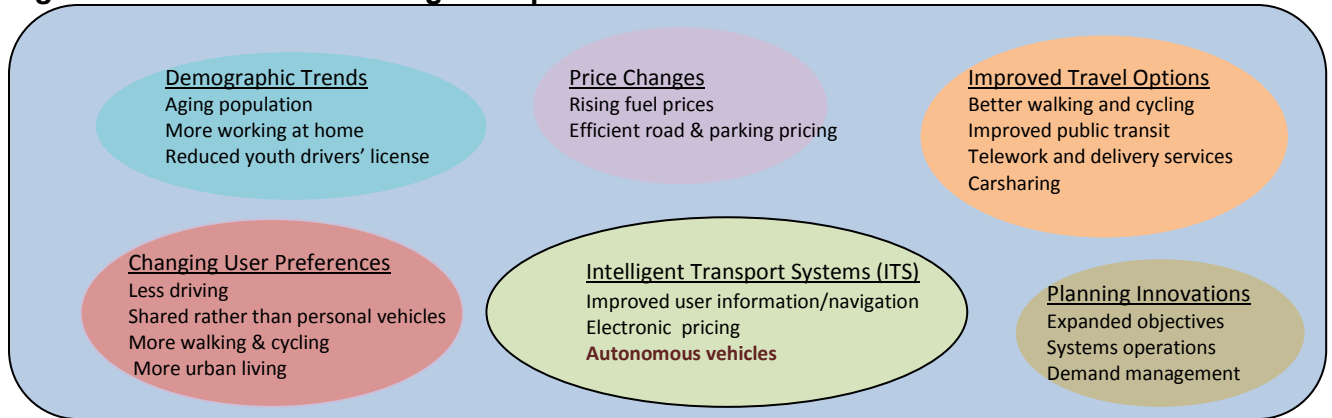 Demographic Trends
Aging population
More working at home
Reduced youth drivers’ license
Price Changes
Rising fuel prices
Efficient road & parking pricing
Improved Travel Options
Better walking and cycling
Improved public transit
Telework and delivery services
Carsharing
Changing User Preferences
Less driving
Shared rather than personal vehicles
More walking & cycling
More urban living
Intelligent Transport Systems (ITS)
Improved user information/navigation
Electronic pricing
Autonomous vehicles
Planning Innovations
Expanded objectives
Systems operations
Demand management